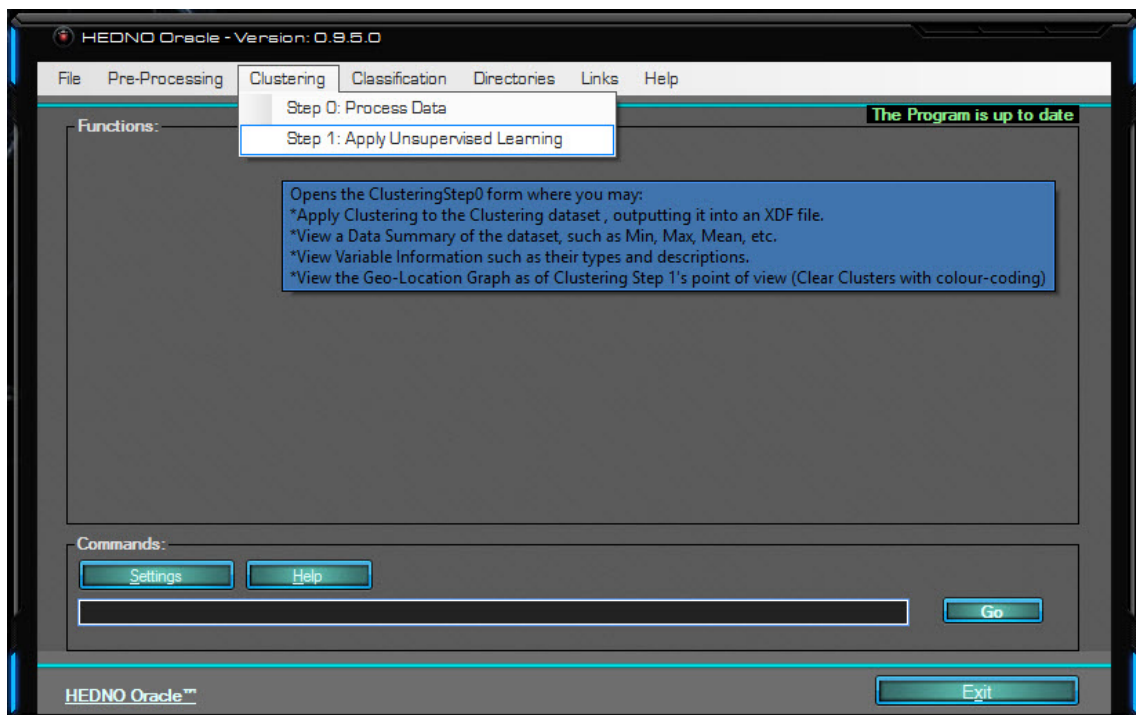 HEDNO Oracle - Version: 0.9.5.0
File Pre-Processing Clustering Classification Directories Links Help
Step 0: Process Data
The Program is up to date
Functions:
Step 1: Apply Unsupervised Learning
Opens the ClusteringStep0 form where you may:
*Apply Clustering to the Clustering dataset , outputting it into an XDF file.
*View a Data Summary of the dataset, such as Min, Max, Mean, etc.
*View Variable Information such as their types and descriptions.
*View the Geo-Location Graph as of Clustering Step 1's point of view (Clear Clusters with colour-coding)
Commands:
Settings Help
Go
HEDNO Oracle™ Exit